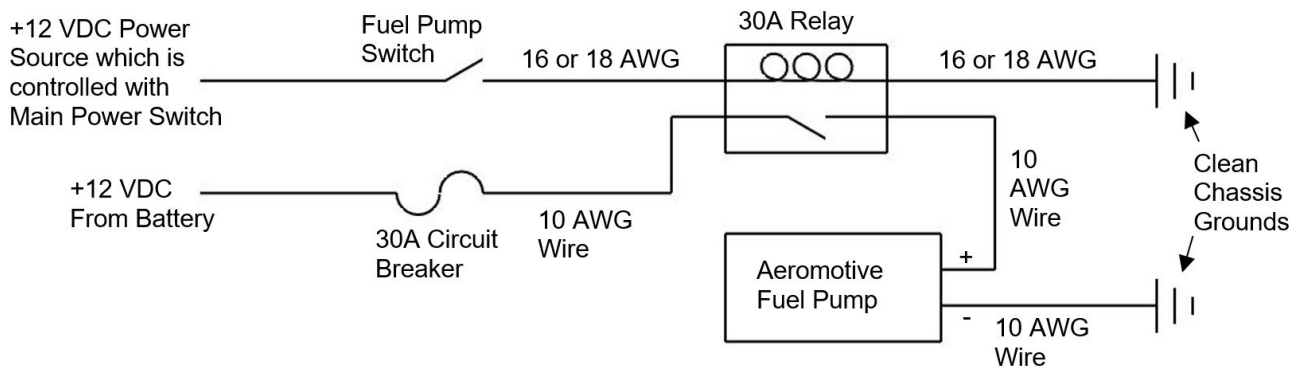 +12 VDC Power
Source which is
controlled with
Main Power Switch
Fuel Pump
Switch
16 or 18 AWG
30A Relay
16 or 18 AWG
+12 VDC
From Battery
30A Circuit
Breaker
10 AWG
Wire
10
AWG
Wire
Clean
Chassis
Grounds
Aeromotive
Fuel Pump
+
-
10 AWG
Wire